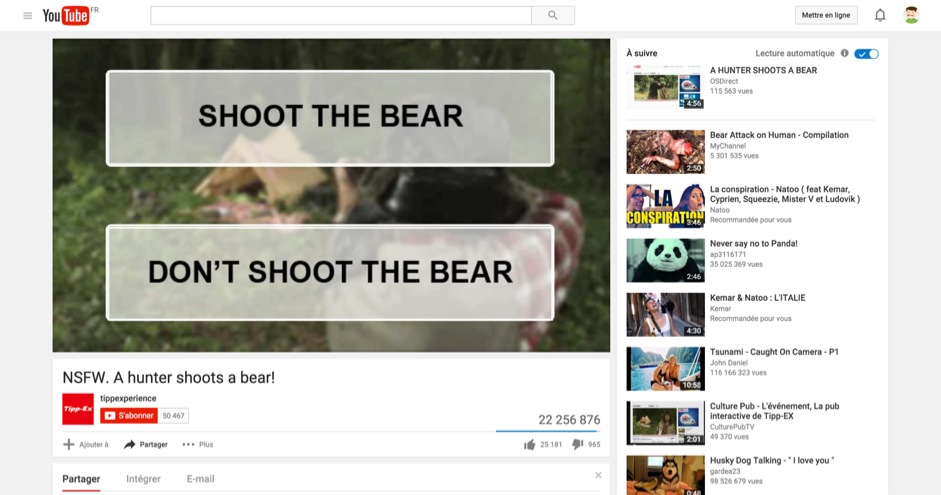 YouTube FR
Mettre en ligne
SHOOT THE BEAR
DON'T SHOOT THE BEAR
NSFW. A hunter shoots a bear!
Tipp-Ex
tippexperience
S'abonner 50 467
22 256 876
Ajouter à Partager Plus
25 181 965
Partager Intégrer E-mail
À suivre
Lecture automatique
A HUNTER SHOOTS A BEAR
OSDirect
115 563 vues
4:56
Bear Attack on Human - Compilation
MyChannel
5 301 535 vues
2:50
La conspiration - Natoo ( feat Kemar,
Cyprien, Squeezie, Mister V et Ludovik )
Natoo
Recommandée pour vous
LA
CONSPIRATION
3:46
Never say no to Panda!
ap3116171
35 025 369 vues
2:46
Kemar & Natoo : L'ITALIE
Kemar
Recommandée pour vous
4:30
Tsunami - Caught On Camera - P1
John Daniel
116 166 323 vues
10:58
Culture Pub - L'événement, La pub
interactive de Tipp-EX
CulturePubTV
49 370 vues
2:01
Husky Dog Talking - " I love you "
gardea23
98 526 679 vues
0:48